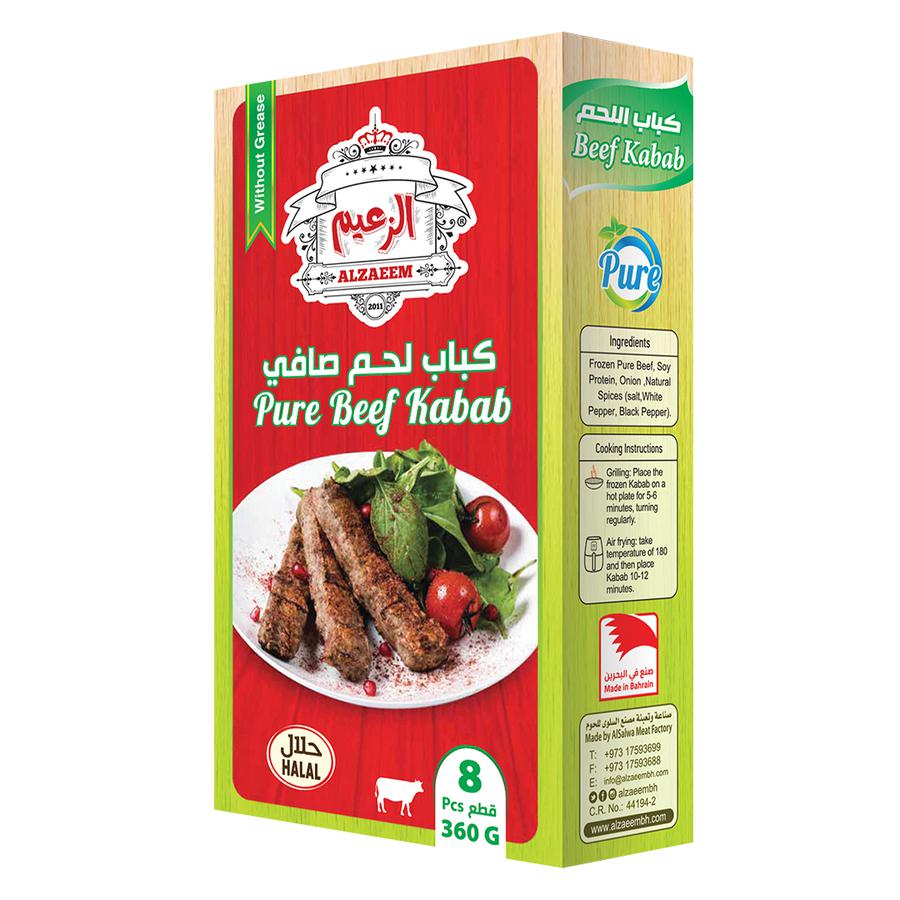 Without Grease
الزعيم
®
ALZAEEM
2011
كباب لحم صافي
Pure Beef Kabab
حلال
HALAL
8
Pcs قطع
360 G
كباب اللحم
Beef Kabab
Pure
Ingredients
Frozen Pure Beef, Soy
Protein, Onion ,Natural
Spices (salt,White
Pepper, Black Pepper).
Cooking Instructions
Grilling: Place the
frozen Kabab on a
hot plate for 5-6
minutes, turning
regularly.
Air frying: take
temperature of 180
and then place
Kabab 10-12
minutes.
صنع في البحرين
Made in Bahrain
صناعة وتعبئة مصنع السلوى للحوم
Made by AlSalwa Meat Factory
T: +973 17593699
F: +973 17593688
E: info@alzaeembh.com
alzaeembh
C.R. No.: 44194-2
www.alzaeembh.com